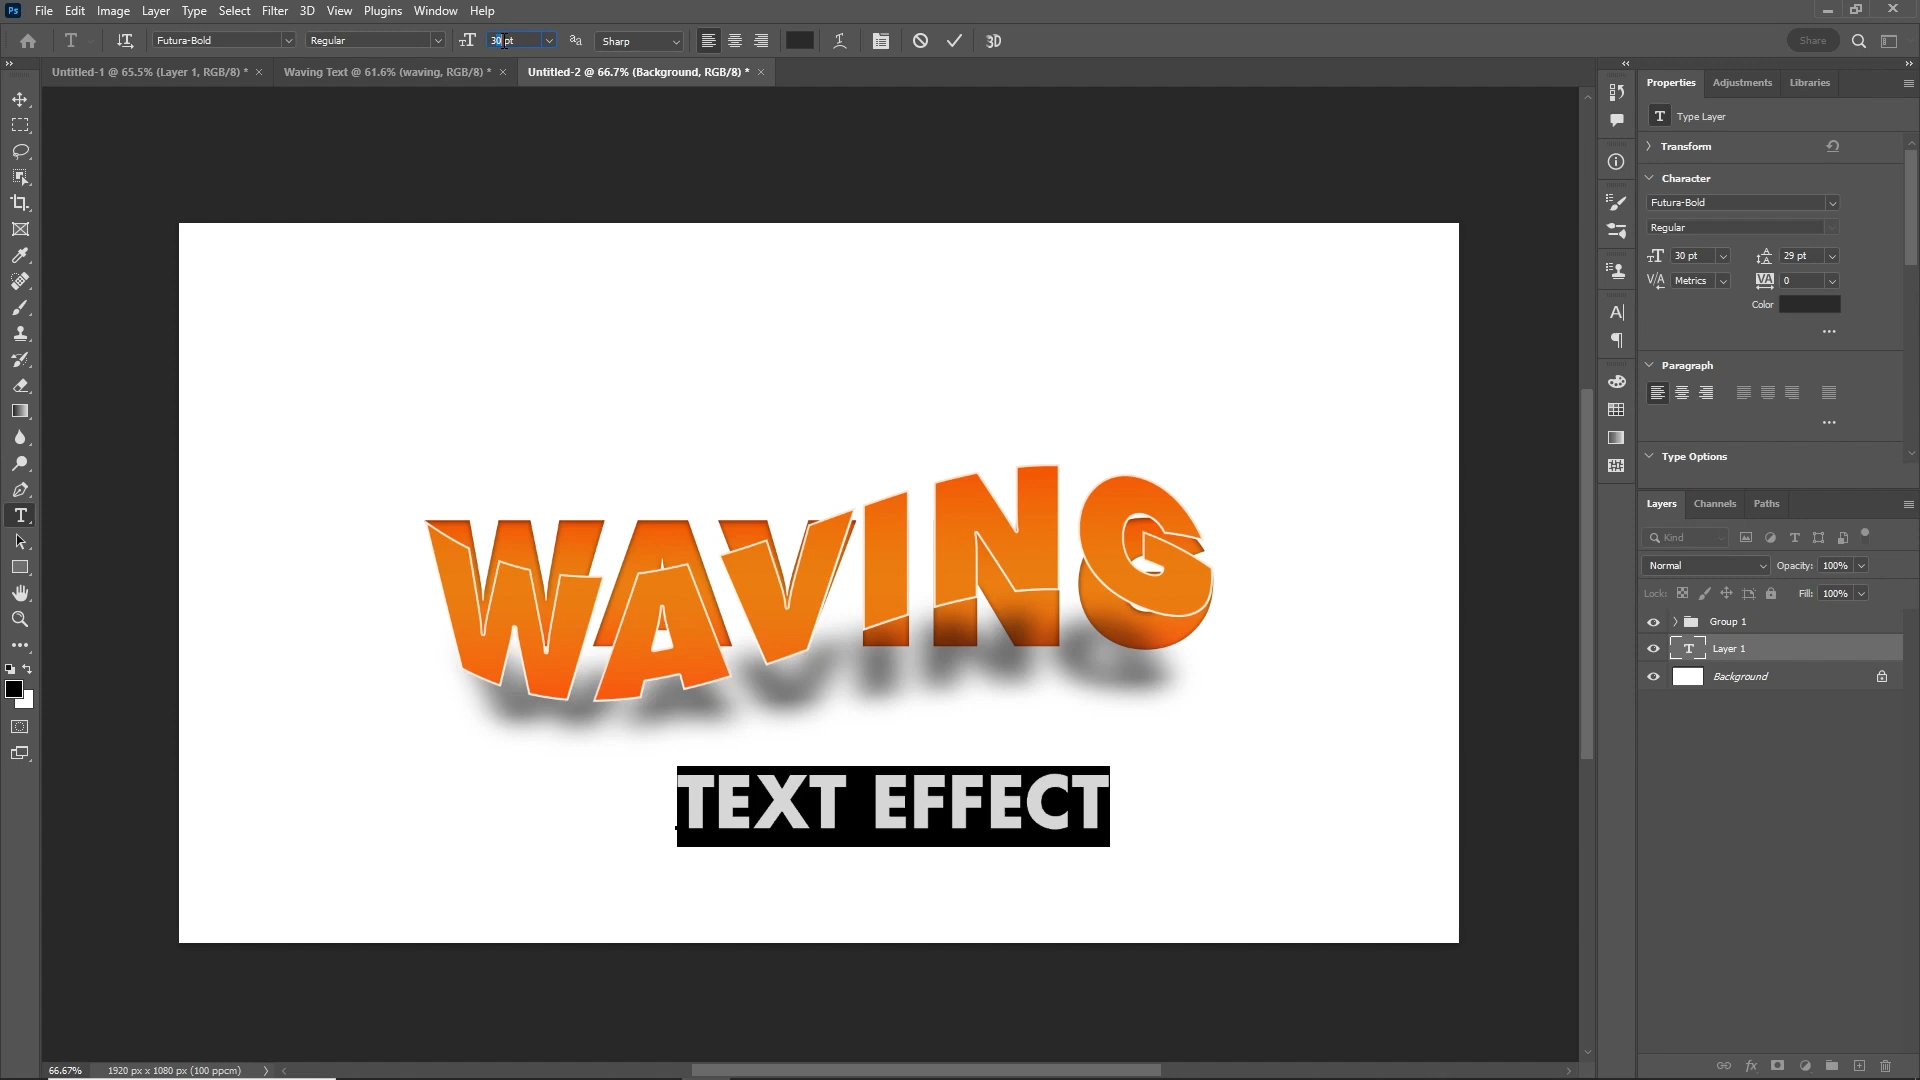 Ps File Edit Image Layer Type Select Filter 3D View Plugins Window Help
T Futura-Bold Regular 30 pt aa Sharp 3D Share
Untitled-1 @ 65.5% (Layer 1, RGB/8) * Waving Text @ 61.6% (waving, RGB/8) * Untitled-2 @ 66.7% (Background, RGB/8) *
Properties Adjustments Libraries
T Type Layer
Transform
Character
Futura-Bold
Regular
30 pt 29 pt
Metrics 0
Color
Paragraph
Type Options
Layers Channels Paths
Kind
Normal Opacity: 100%
Lock: Fill: 100%
Group 1
T Layer 1
Background
WAVING
WAVING
TEXT EFFECT
66.67% 1920 px x 1080 px (100 ppcm)